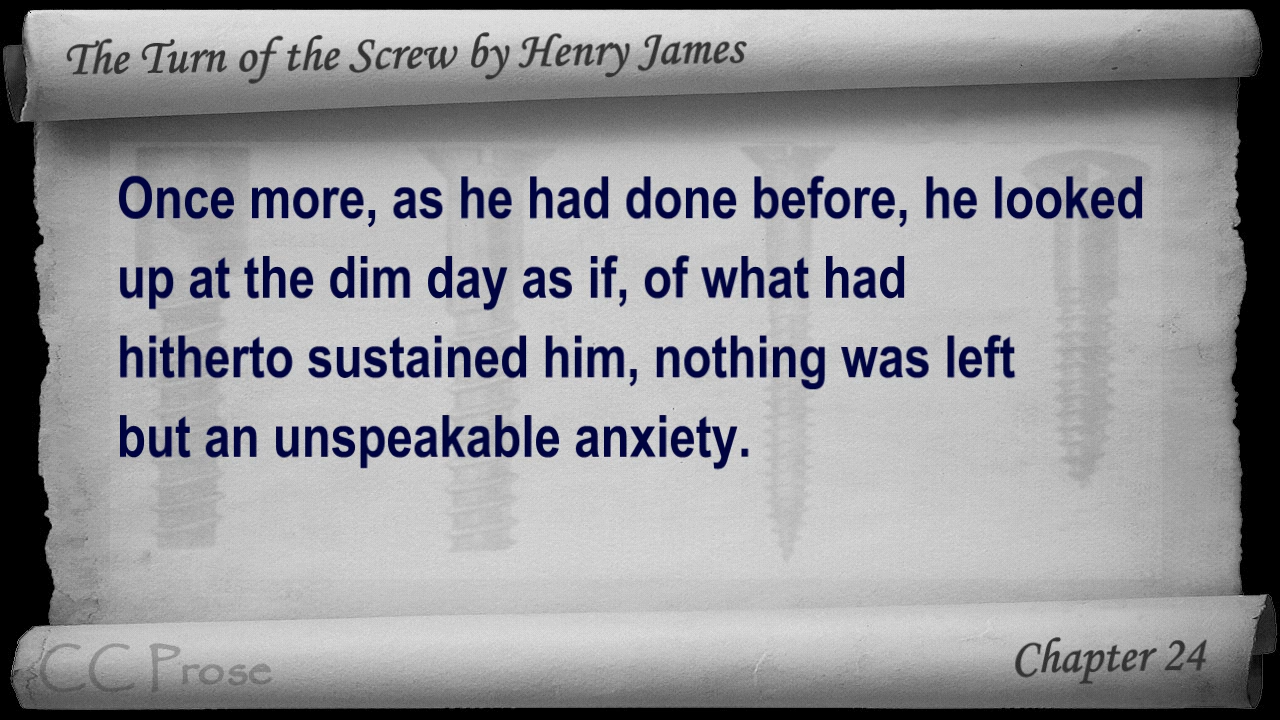 The Turn of the Screw by Henry James
Once more, as he had done before, he looked
up at the dim day as if, of what had
hitherto sustained him, nothing was left
but an unspeakable anxiety.
CC Prose
Chapter 24